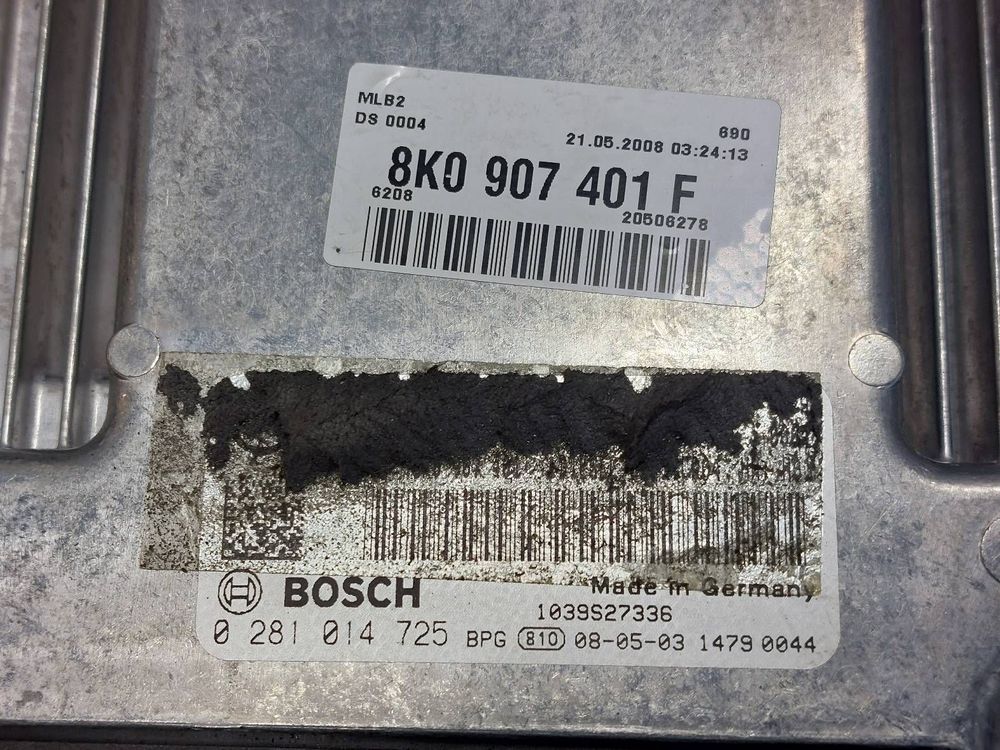 MLB2
DS 0004
690
21.05.2008 03:24:13
8K0 907 401 F
6208
20506278
BOSCH
Made in Germany
1039S27336
0 281 014 725 BPG 810 08-05-03 1479 0044